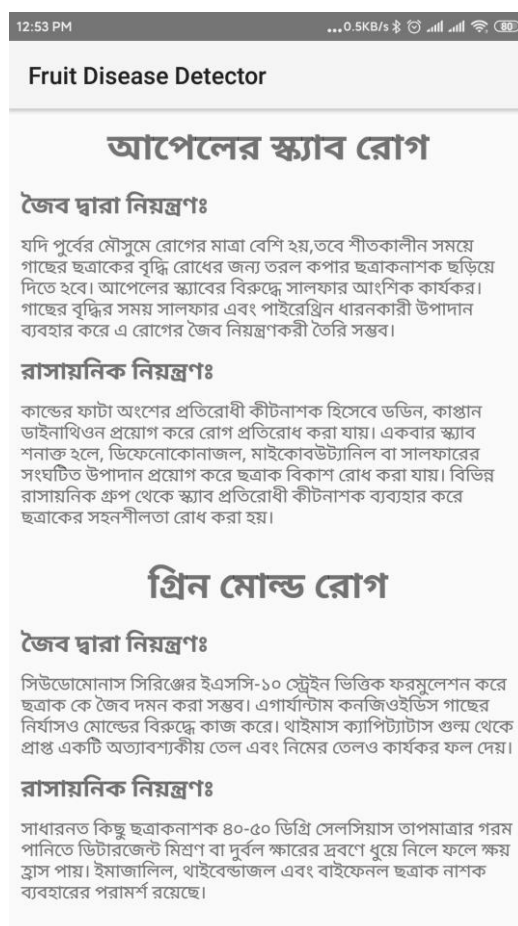 12:53 PM
...0.5KB/s 80
Fruit Disease Detector
আপেলের স্ক্যাব রোগ
জৈব দ্বারা নিয়ন্ত্রণঃ
যদি পুর্বের মৌসুমে রোগের মাত্রা বেশি হয়,তবে শীতকালীন সময়ে
গাছের ছত্রাকের বৃদ্ধি রোধের জন্য তরল কপার ছত্রাকনাশক ছড়িয়ে
দিতে হবে। আপেলের স্ক্যাবের বিরুদ্ধে সালফার আংশিক কার্যকর।
গাছের বৃদ্ধির সময় সালফার এবং পাইরেথ্রিন ধারনকারী উপাদান
ব্যবহার করে এ রোগের জৈব নিয়ন্ত্রণকরী তৈরি সম্ভব।
রাসায়নিক নিয়ন্ত্রণঃ
কান্ডের ফাটা অংশের প্রতিরোধী কীটনাশক হিসেবে ডডিন, কাপ্তান
ডাইনাথিওন প্রয়োগ করে রোগ প্রতিরোধ করা যায়। একবার স্ক্যাব
শনাক্ত হলে, ডিফেনোকোনাজল, মাইকোবউট্যানিল বা সালফারের
সংঘটিত উপাদান প্রয়োগ করে ছত্রাক বিকাশ রোধ করা যায়। বিভিন্ন
রাসায়নিক গ্রুপ থেকে স্ক্যাব প্রতিরোধী কীটনাশক ব্যব্যহার করে
ছত্রাকের সহনশীলতা রোধ করা হয়।
গ্রিন মোল্ড রোগ
জৈব দ্বারা নিয়ন্ত্রণঃ
সিউডোমোনাস সিরিঞ্জের ইএসসি-১০ স্ট্রেইন ভিত্তিক ফরমুলেশন করে
ছত্রাক কে জৈব দমন করা সম্ভব। এগার্যান্টাম কনজিওইডিস গাছের
নির্যাসও মোল্ডের বিরুদ্ধে কাজ করে। থাইমাস ক্যাপিট্যাটাস গুল্ম থেকে
প্রাপ্ত একটি অত্যাবশ্যকীয় তেল এবং নিমের তেলও কার্যকর ফল দেয়।
রাসায়নিক নিয়ন্ত্রণঃ
সাধারনত কিছু ছত্রাকনাশক ৪০-৫০ ডিগ্রি সেলসিয়াস তাপমাত্রার গরম
পানিতে ডিটারজেন্ট মিশ্রণ বা দুর্বল ক্ষারের দ্রবণে ধুয়ে নিলে ফলে ক্ষয়
হ্রাস পায়। ইমাজালিল, থাইবেন্ডাজল এবং বাইফেনল ছত্রাক নাশক
ব্যবহারের পরামর্শ রয়েছে।